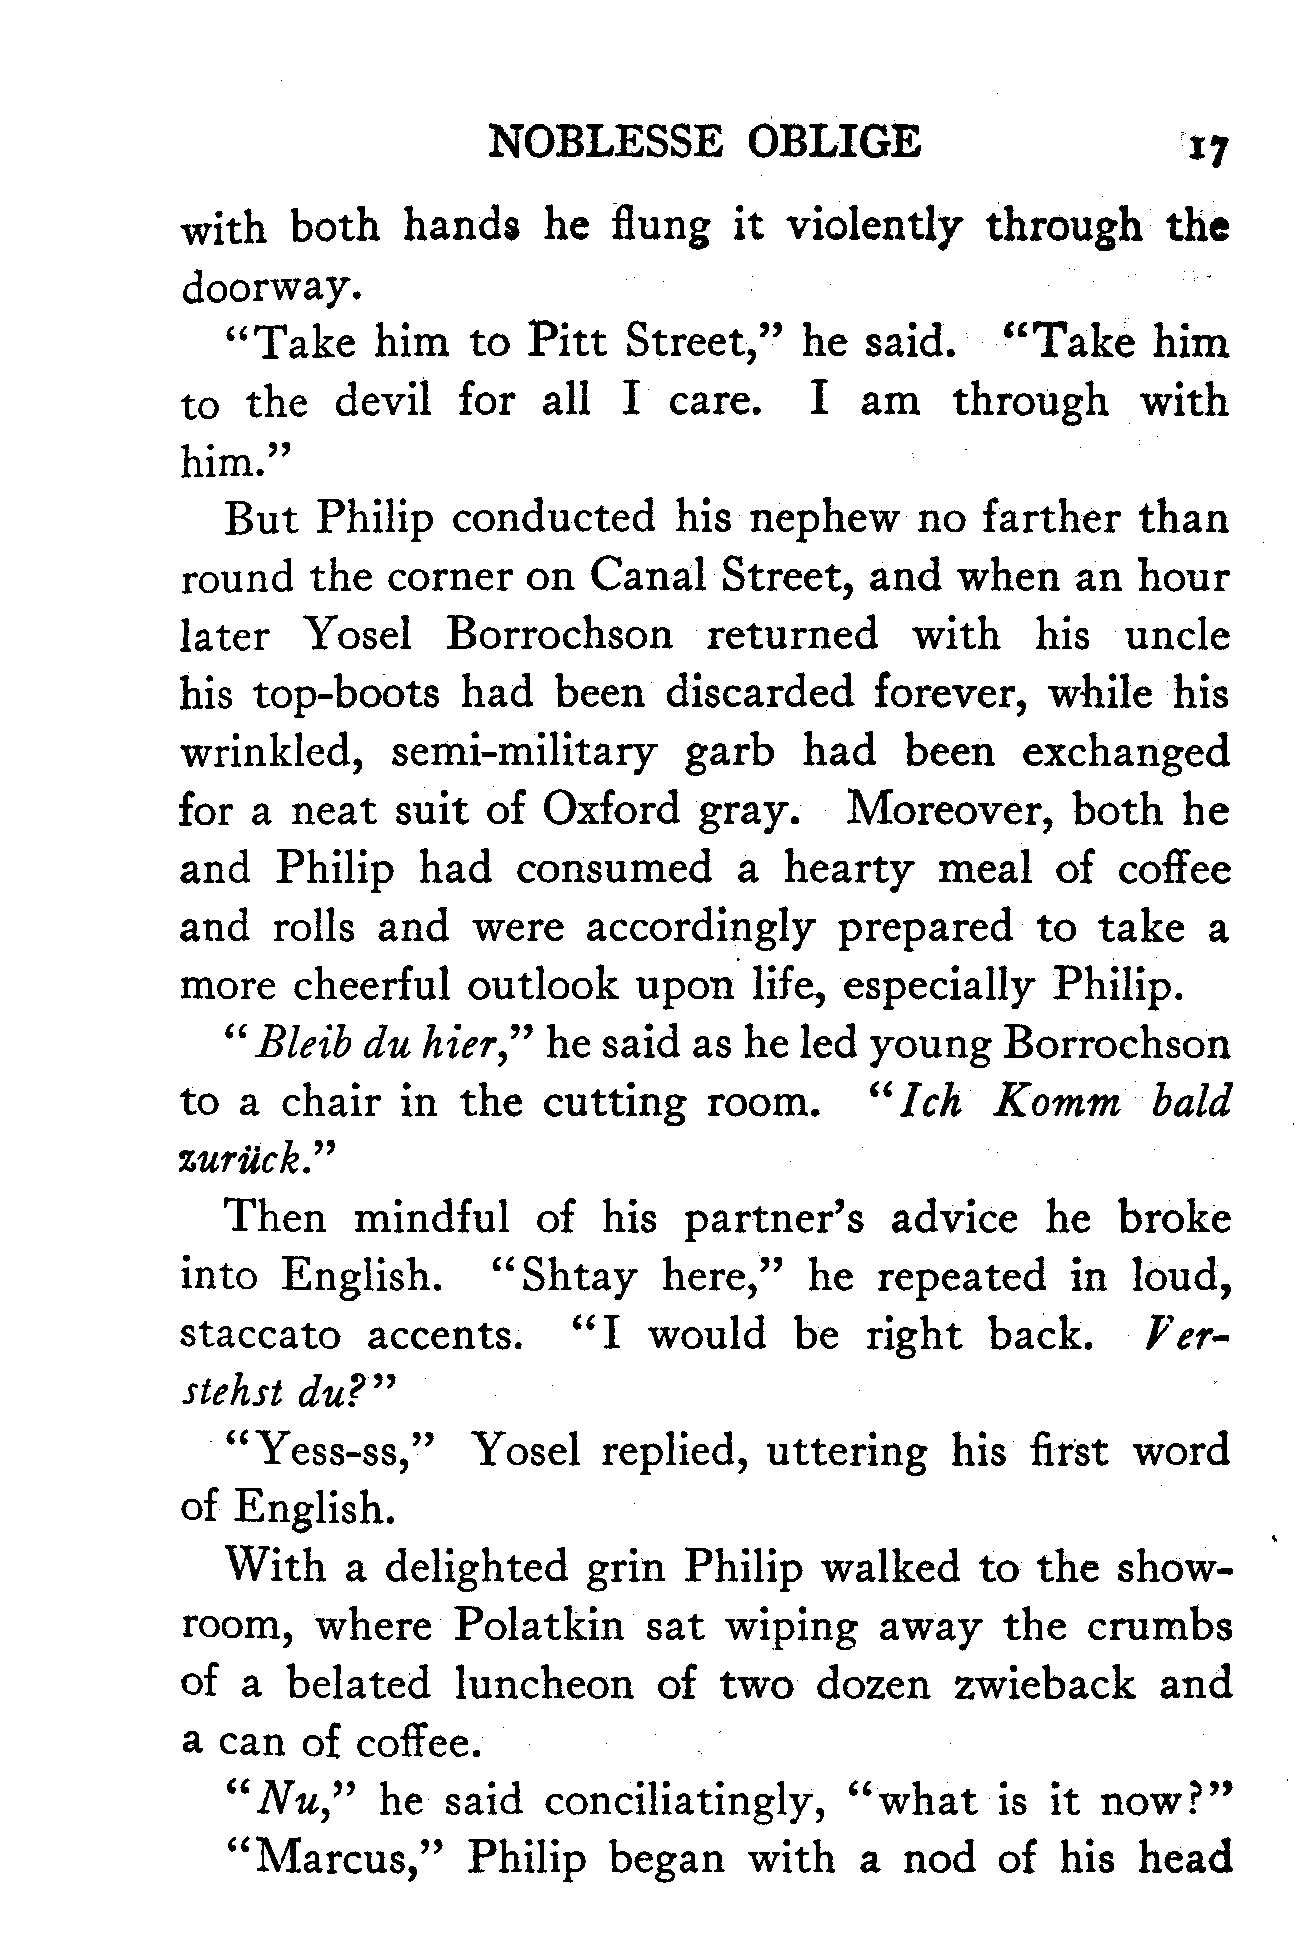 NOBLESSE OBLIGE 17
with both hands he flung it violently through the
doorway.
“Take him to Pitt Street,” he said. “Take him
to the devil for all I care. I am through with
him.”
But Philip conducted his nephew no farther than
round the corner on Canal Street, and when an hour
later Yosel Borrochson returned with his uncle
his top-boots had been discarded forever, while his
wrinkled, semi-military garb had been exchanged
for a neat suit of Oxford gray. Moreover, both he
and Philip had consumed a hearty meal of coffee
and rolls and were accordingly prepared to take a
more cheerful outlook upon life, especially Philip.
“Bleib du hier,” he said as he led young Borrochson
to a chair in the cutting room. “Ich Komm bald
zurück.”
Then mindful of his partner’s advice he broke
into English. “Shtay here,” he repeated in loud,
staccato accents. “I would be right back. Ver-
stehst du?”
“Yess-ss,” Yosel replied, uttering his first word
of English.
With a delighted grin Philip walked to the show-
room, where Polatkin sat wiping away the crumbs
of a belated luncheon of two dozen zwieback and
a can of coffee.
“Nu,” he said conciliatingly, “what is it now?”
“Marcus,” Philip began with a nod of his head